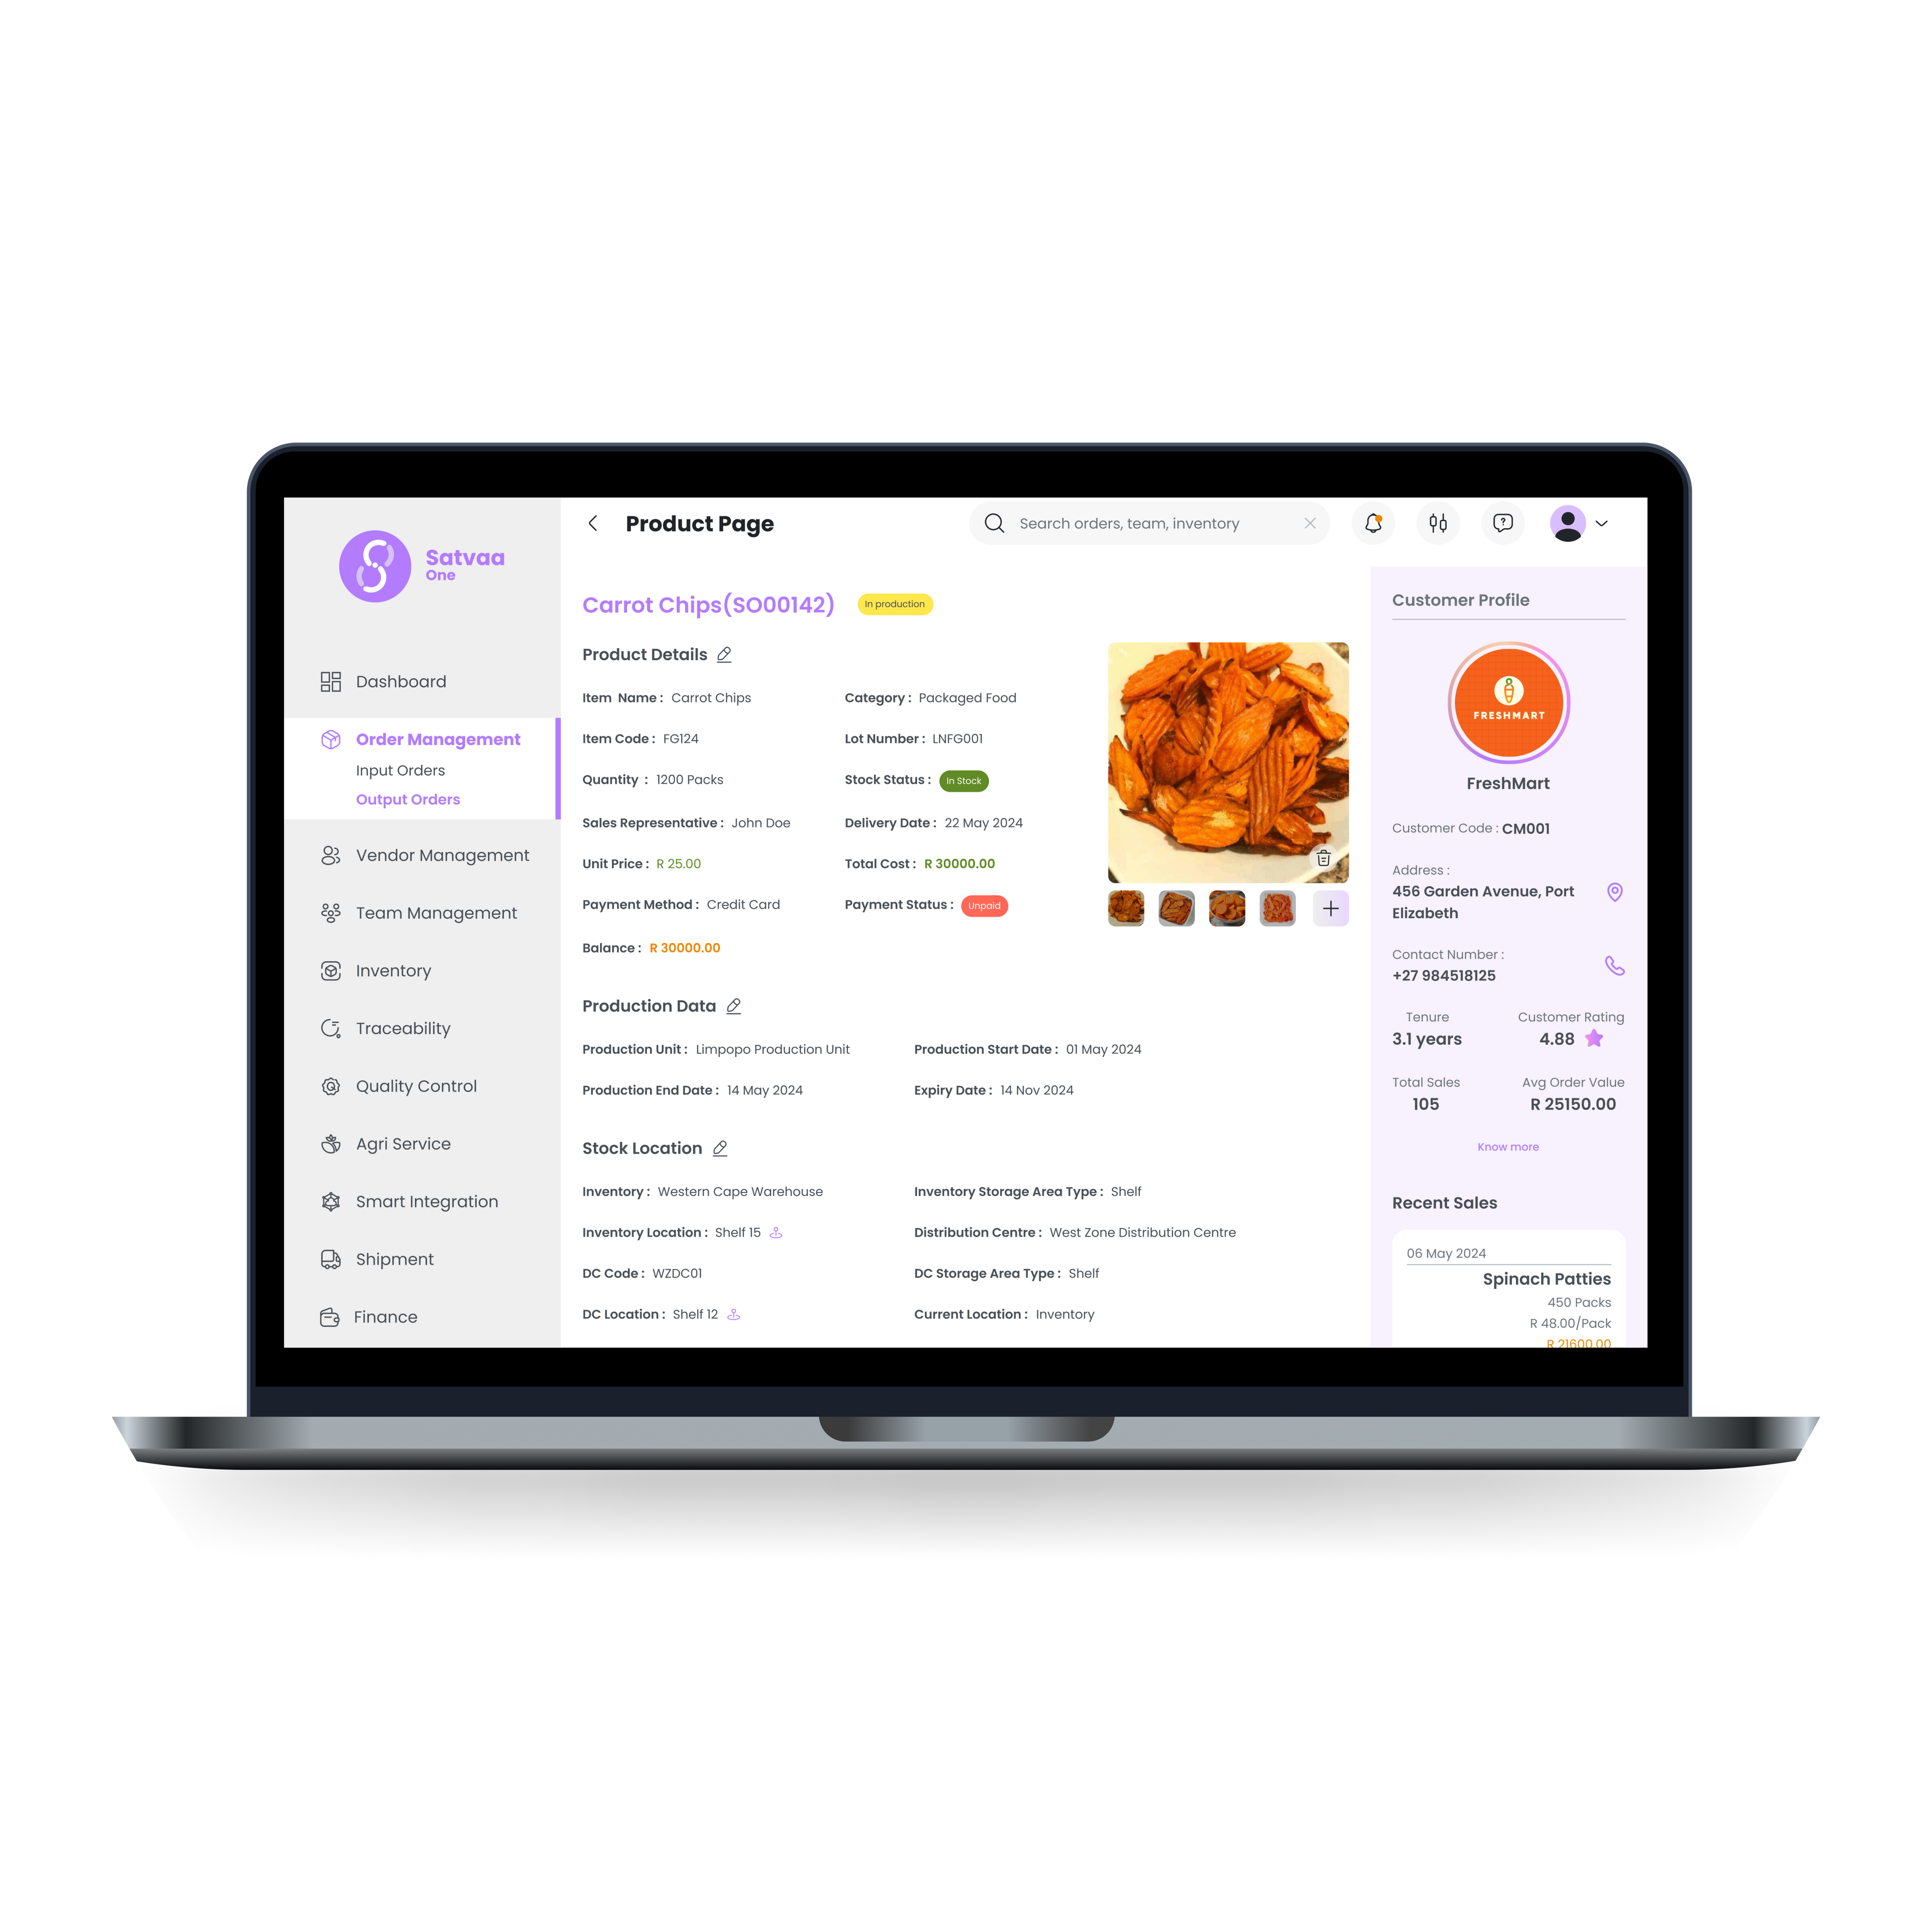 Satvaa
One
Dashboard
Order Management
Input Orders
Output Orders
Vendor Management
Team Management
Inventory
Traceability
Quality Control
Agri Service
Smart Integration
Shipment
Finance
Product Page
Search orders, team, inventory
Carrot Chips(SO00142) In production
Product Details
Item Name : Carrot Chips Category : Packaged Food
Item Code : FG124 Lot Number : LNFG001
Quantity : 1200 Packs Stock Status : In Stock
Sales Representative : John Doe Delivery Date : 22 May 2024
Unit Price : R 25.00 Total Cost : R 30000.00
Payment Method : Credit Card Payment Status : Unpaid
Balance : R 30000.00
Production Data
Production Unit : Limpopo Production Unit Production Start Date : 01 May 2024
Production End Date : 14 May 2024 Expiry Date : 14 Nov 2024
Stock Location
Inventory : Western Cape Warehouse Inventory Storage Area Type : Shelf
Inventory Location : Shelf 15 Distribution Centre : West Zone Distribution Centre
DC Code : WZDC01 DC Storage Area Type : Shelf
DC Location : Shelf 12 Current Location : Inventory
Customer Profile
FRESHMART
FreshMart
Customer Code : CM001
Address :
456 Garden Avenue, Port
Elizabeth
Contact Number :
+27 984518125
Tenure Customer Rating
3.1 years 4.88
Total Sales Avg Order Value
105 R 25150.00
Know more
Recent Sales
06 May 2024
Spinach Patties
450 Packs
R 48.00/Pack
R 21600.00